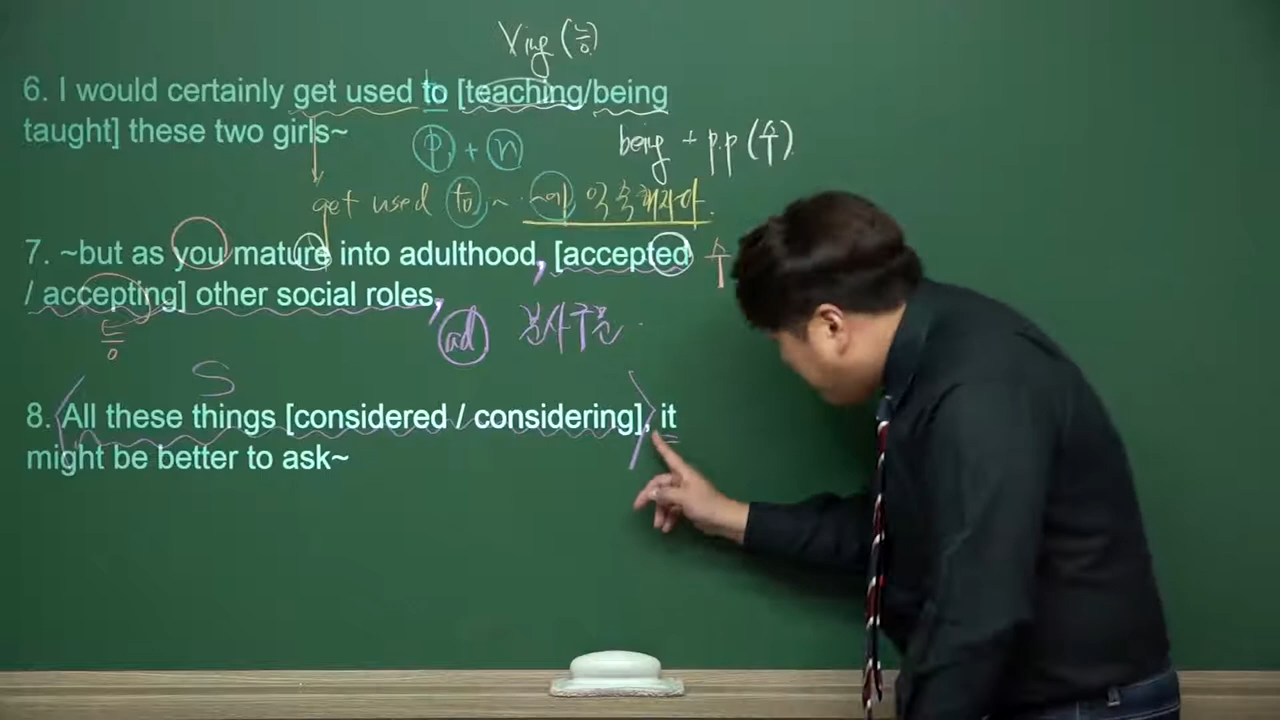 Ving (능)
6. I would certainly get used to [teaching/being
taught] these two girls~
p + n
being + p.p (수)
get used to ~ ~에 익숙해지다.
7. ~but as you mature into adulthood, [accepted 수
/ accepting] other social roles,
능
ad 분사구문.
S
8. All these things [considered / considering], it
might be better to ask~